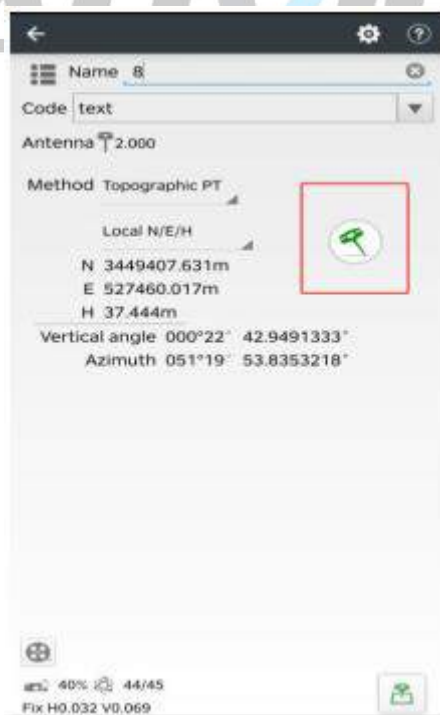 Name 8
Code text
Antenna 2.000
Method Topographic PT
Local N/E/H
N 3449407.631m
E 527460.017m
H 37.444m
Vertical angle 000°22′ 42.9491333″
Azimuth 051°19′ 53.8353218″
40% 44/45
Fix H0.032 V0.069